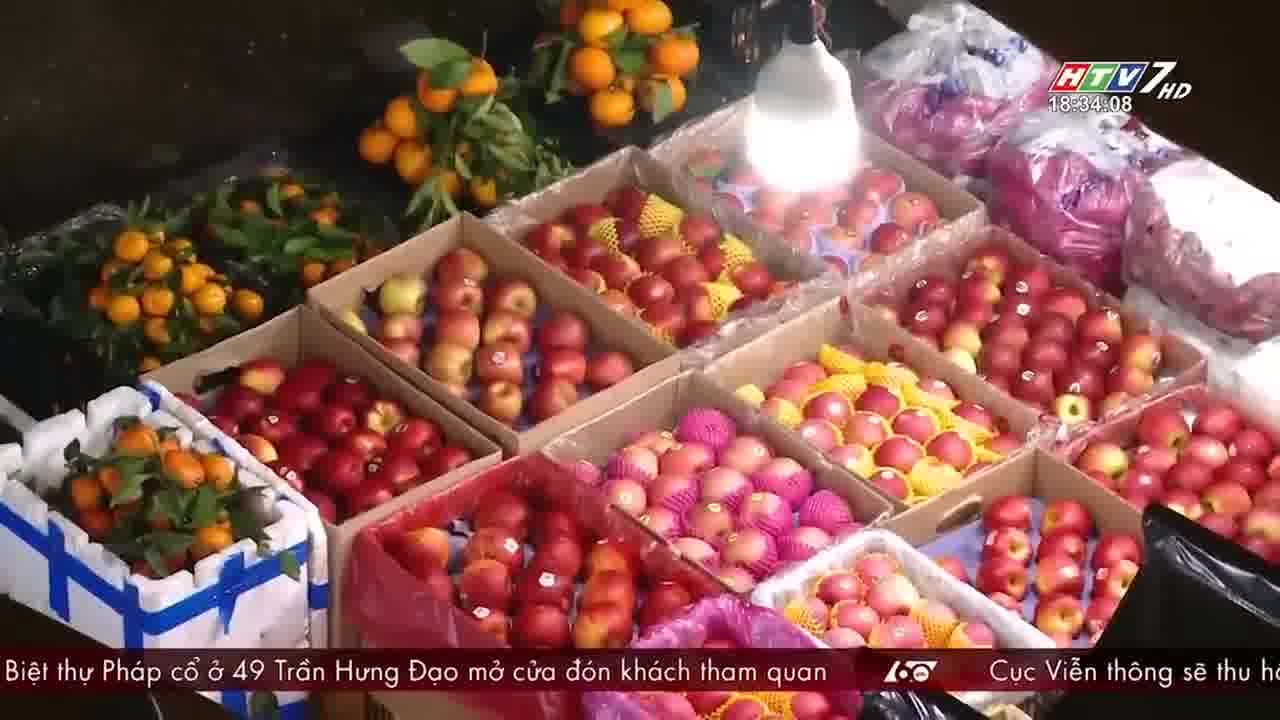 HTV7 HD
18:34:08
Biệt thự Pháp cổ ở 49 Trần Hưng Đạo mở cửa đón khách tham quan
60
Cục Viễn thông sẽ thu